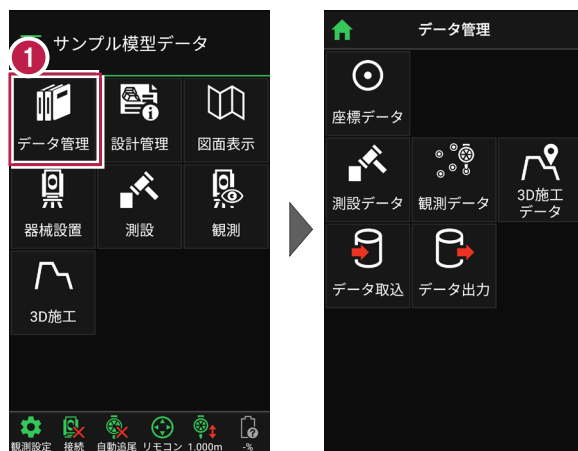 サンプル模型データ
1
データ管理
設計管理
図面表示
器械設置
測設
観測
3D施工
観測設定
接続
自動追尾
リモコン
1.000m
-%
データ管理
座標データ
測設データ
観測データ
3D施工
データ
データ取込
データ出力